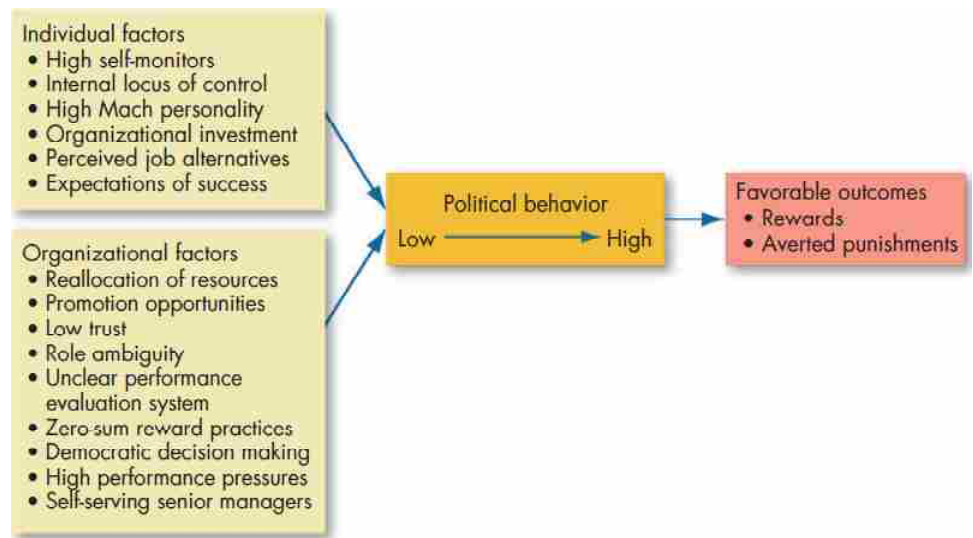 Individual factors
• High self-monitors
• Internal locus of control
• High Mach personality
• Organizational investment
• Perceived job alternatives
• Expectations of success
Organizational factors
• Reallocation of resources
• Promotion opportunities
• Low trust
• Role ambiguity
• Unclear performance
evaluation system
• Zero-sum reward practices
• Democratic decision making
• High performance pressures
• Self-serving senior managers
Political behavior
Low High
Favorable outcomes
• Rewards
• Averted punishments